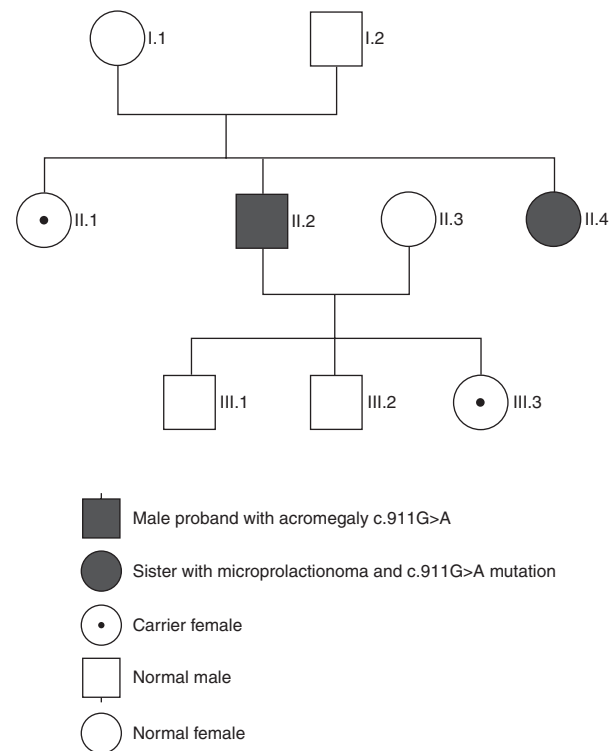 I.1 I.2
II.1 II.2 II.3 II.4
III.1 III.2 III.3
Male proband with acromegaly c.911G>A
Sister with microprolactionoma and c.911G>A mutation
Carrier female
Normal male
Normal female